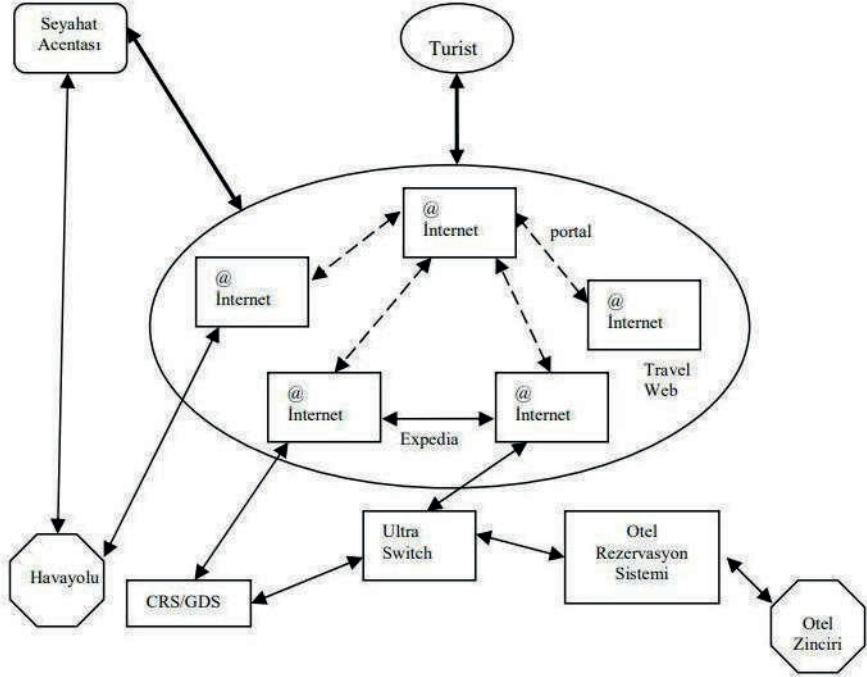 Seyahat
Acentası
Turist
@
İnternet
portal
@
İnternet
@
İnternet
Travel
Web
@
İnternet
@
İnternet
Expedia
Ultra
Switch
Otel
Rezervasyon
Sistemi
Havayolu
CRS/GDS
Otel
Zinciri